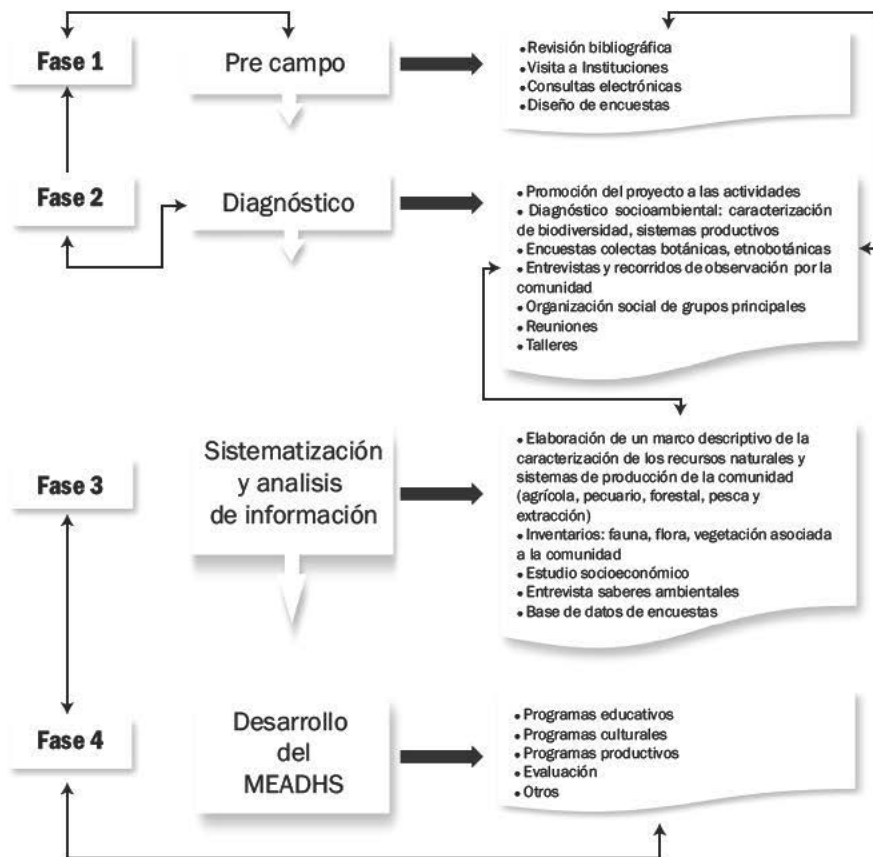 Fase 1
Pre campo
• Revisión bibliográfica
• Visita a Instituciones
• Consultas electrónicas
• Diseño de encuestas
Fase 2
Diagnóstico
• Promoción del proyecto a las actividades
• Diagnóstico socioambiental: caracterización
de biodiversidad, sistemas productivos
• Encuestas colectas botánicas, etnobotánicas
• Entrevistas y recorridos de observación por la
comunidad
• Organización social de grupos principales
• Reuniones
• Talleres
Fase 3
Sistematización
y analisis
de información
• Elaboración de un marco descriptivo de la
caracterización de los recursos naturales y
sistemas de producción de la comunidad
(agrícola, pecuario, forestal, pesca y
extracción)
• Inventarios: fauna, flora, vegetación asociada
a la comunidad
• Estudio socioeconómico
• Entrevista saberes ambientales
• Base de datos de encuestas
Fase 4
Desarrollo
del
MEADHS
• Programas educativos
• Programas culturales
• Programas productivos
• Evaluación
• Otros